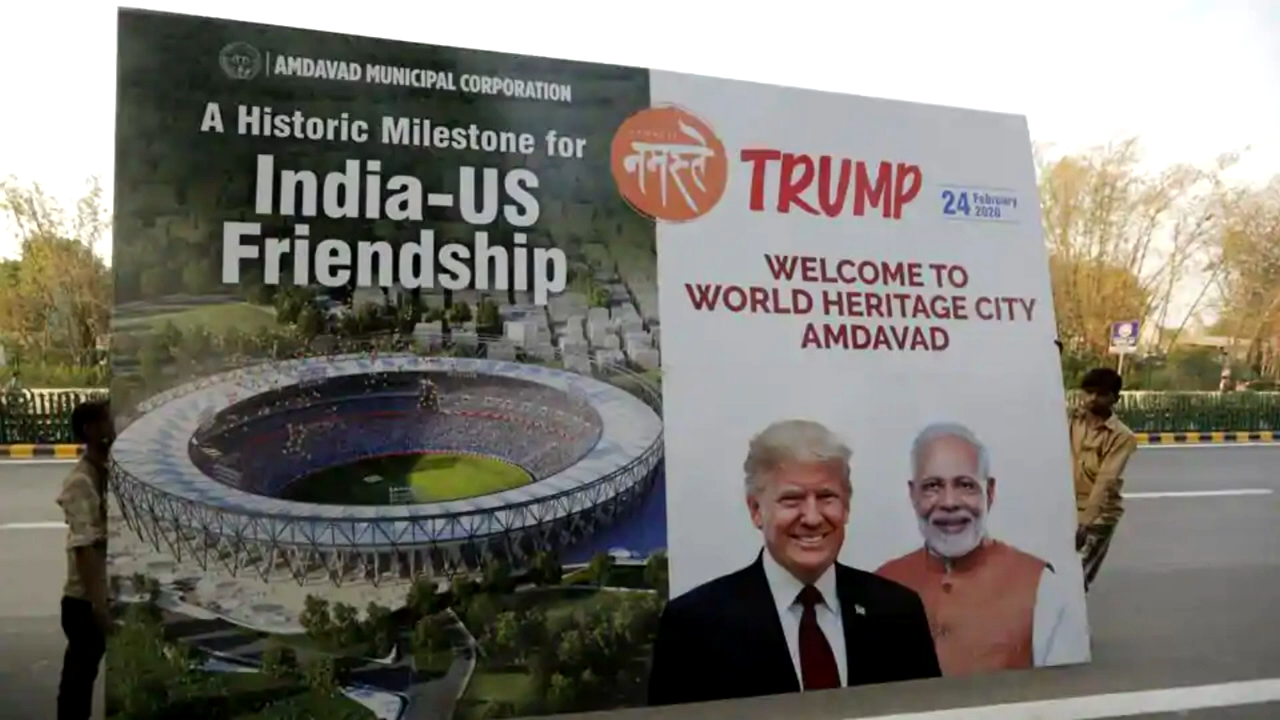 AMDAVAD MUNICIPAL CORPORATION
A Historic Milestone for
India-US
Friendship
नमस्ते
TRUMP
24 February
2020
WELCOME TO
WORLD HERITAGE CITY
AMDAVAD